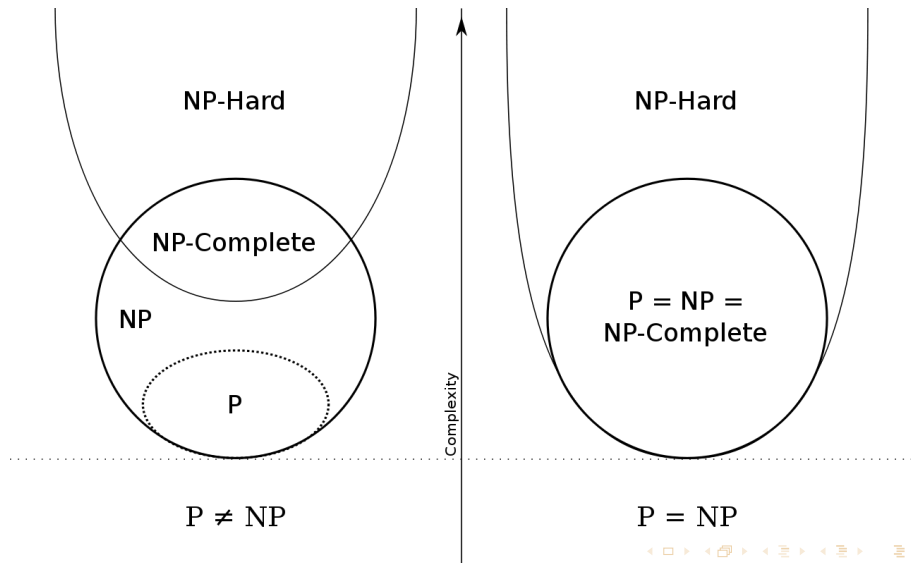 NP-Hard
NP-Complete
NP
P
P ≠ NP
Complexity
NP-Hard
P = NP =
NP-Complete
P = NP